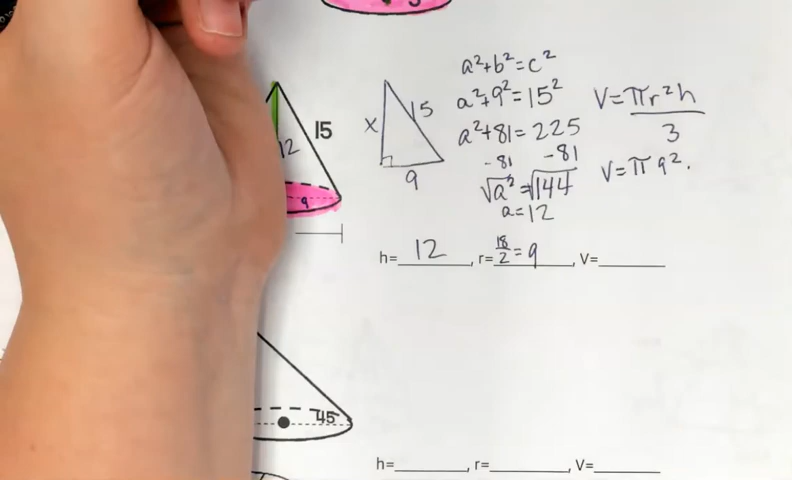 a²+b²=c²
a²+9²=15²
a²+81=225
-81 -81
√a²=√144
a=12
V=πr²h
3
V=π9².
15
12
9
x
15
9
h= 12 , r= 18/2 = 9 , V=
45
h= , r= , V=